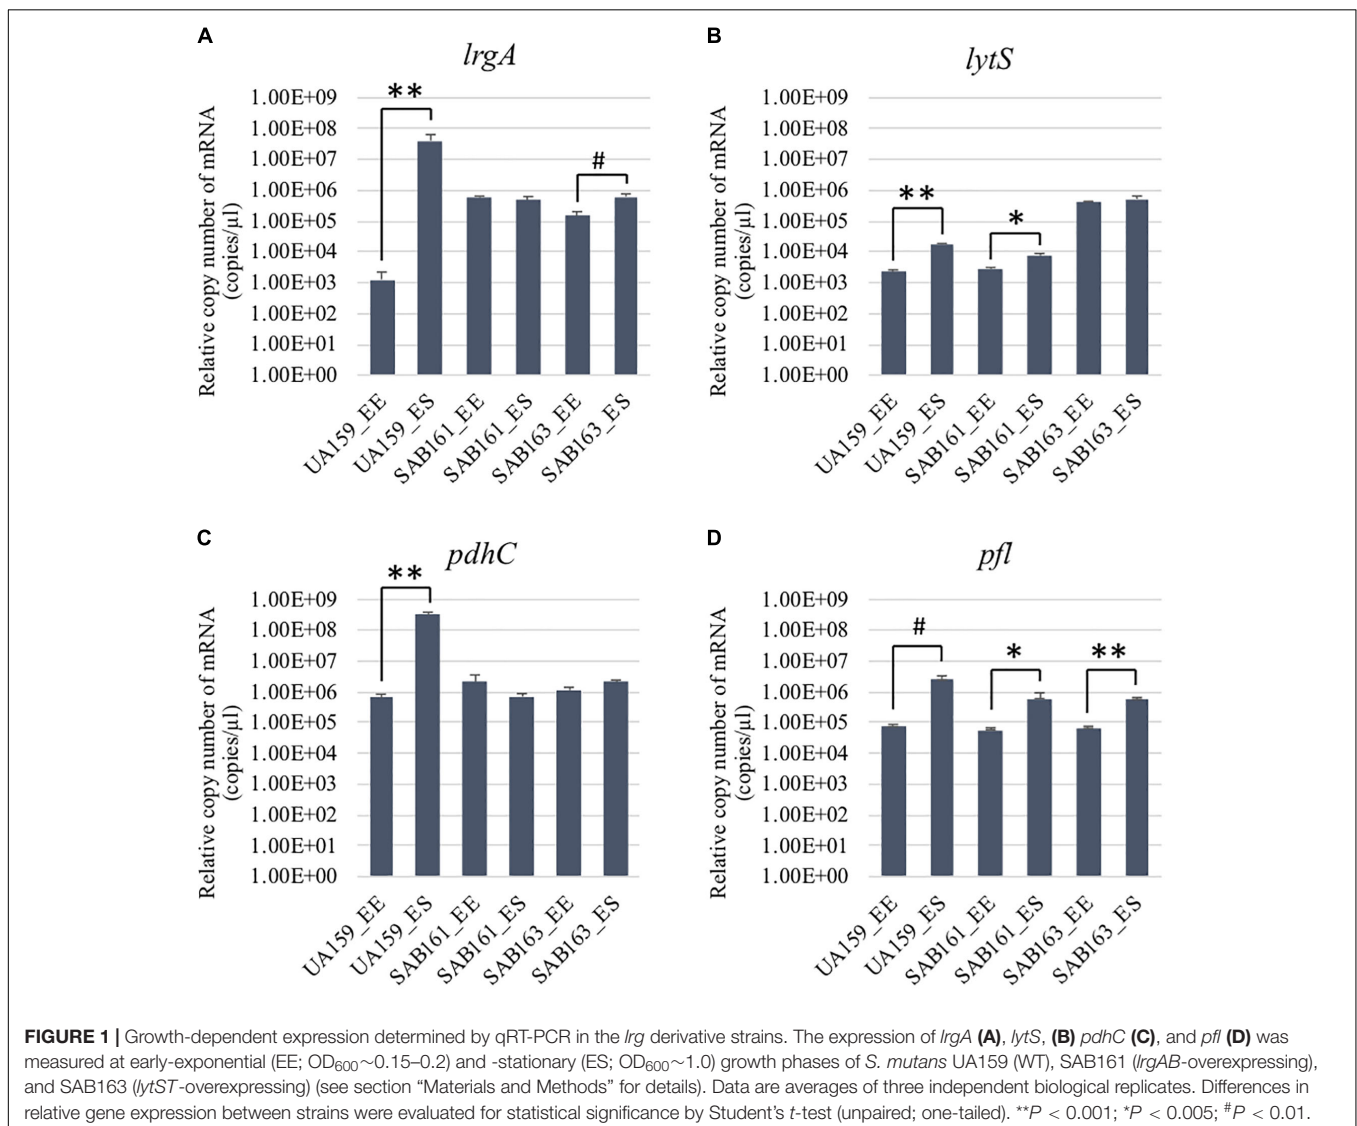 A
lrgA
**
#
Relative copy number of mRNA
(copies/µl)
1.00E+09
1.00E+08
1.00E+07
1.00E+06
1.00E+05
1.00E+04
1.00E+03
1.00E+02
1.00E+01
1.00E+00
UA159_EE
UA159_ES
SAB161_EE
SAB161_ES
SAB163_EE
SAB163_ES
B
lytS
**
*
Relative copy number of mRNA
(copies/µl)
1.00E+09
1.00E+08
1.00E+07
1.00E+06
1.00E+05
1.00E+04
1.00E+03
1.00E+02
1.00E+01
1.00E+00
UA159_EE
UA159_ES
SAB161_EE
SAB161_ES
SAB163_EE
SAB163_ES
C
pdhC
**
Relative copy number of mRNA
(copies/µl)
1.00E+09
1.00E+08
1.00E+07
1.00E+06
1.00E+05
1.00E+04
1.00E+03
1.00E+02
1.00E+01
1.00E+00
UA159_EE
UA159_ES
SAB161_EE
SAB161_ES
SAB163_EE
SAB163_ES
D
pfl
#
*
**
Relative copy number of mRNA
(copies/µl)
1.00E+09
1.00E+08
1.00E+07
1.00E+06
1.00E+05
1.00E+04
1.00E+03
1.00E+02
1.00E+01
1.00E+00
UA159_EE
UA159_ES
SAB161_EE
SAB161_ES
SAB163_EE
SAB163_ES
FIGURE 1 | Growth-dependent expression determined by qRT-PCR in the lrg derivative strains. The expression of lrgA (A), lytS, (B) pdhC (C), and pfl (D) was
measured at early-exponential (EE; OD600∼0.15–0.2) and -stationary (ES; OD600∼1.0) growth phases of S. mutans UA159 (WT), SAB161 (lrgAB-overexpressing),
and SAB163 (lytST-overexpressing) (see section “Materials and Methods” for details). Data are averages of three independent biological replicates. Differences in
relative gene expression between strains were evaluated for statistical significance by Student’s t-test (unpaired; one-tailed). **P < 0.001; *P < 0.005; #P < 0.01.